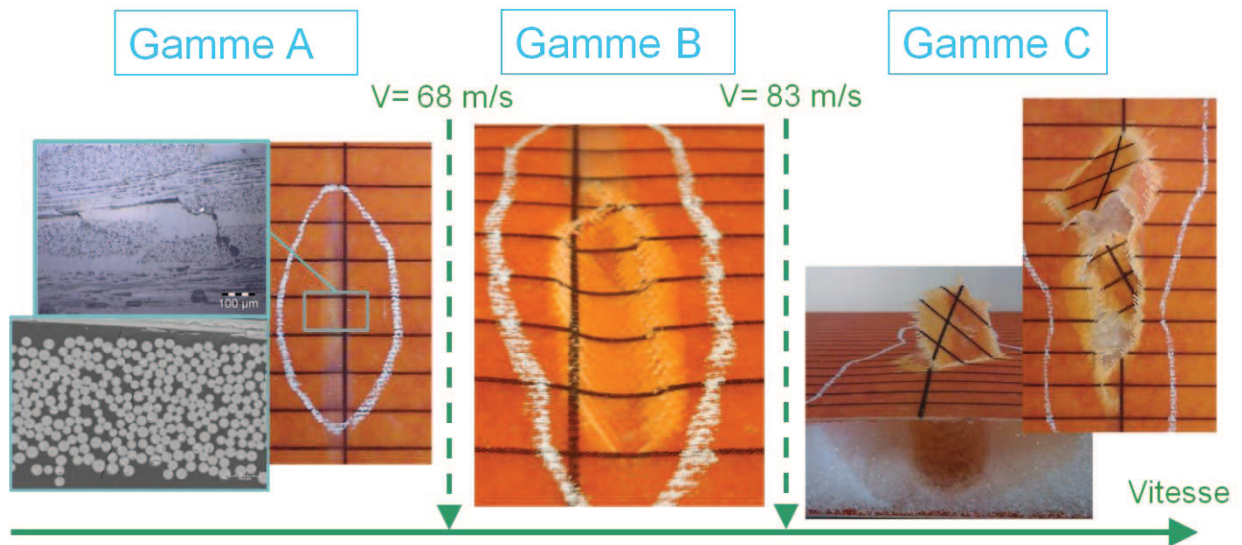 Gamme A
Gamme B
Gamme C
V= 68 m/s
V= 83 m/s
100 µm
Vitesse